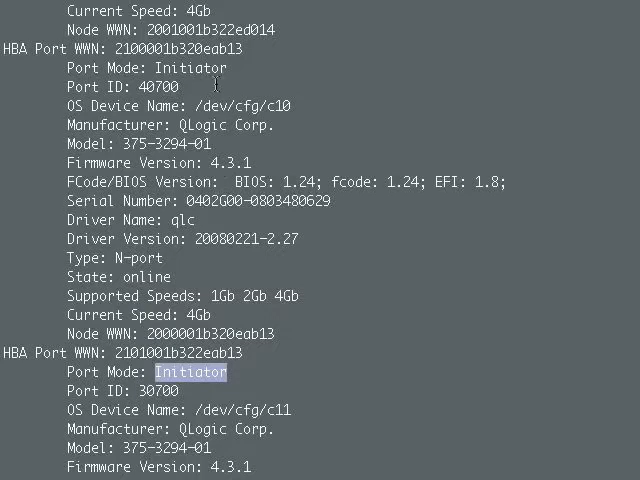 Current Speed: 4Gb
Node WWN: 2001001b322ed014
HBA Port WWN: 2100001b320eab13
Port Mode: Initiator
Port ID: 40700
OS Device Name: /dev/cfg/c10
Manufacturer: QLogic Corp.
Model: 375-3294-01
Firmware Version: 4.3.1
FCode/BIOS Version:  BIOS: 1.24; fcode: 1.24; EFI: 1.8;
Serial Number: 0402G00-0803480629
Driver Name: qlc
Driver Version: 20080221-2.27
Type: N-port
State: online
Supported Speeds: 1Gb 2Gb 4Gb
Current Speed: 4Gb
Node WWN: 2000001b320eab13
HBA Port WWN: 2101001b322eab13
Port Mode: Initiator
Port ID: 30700
OS Device Name: /dev/cfg/c11
Manufacturer: QLogic Corp.
Model: 375-3294-01
Firmware Version: 4.3.1